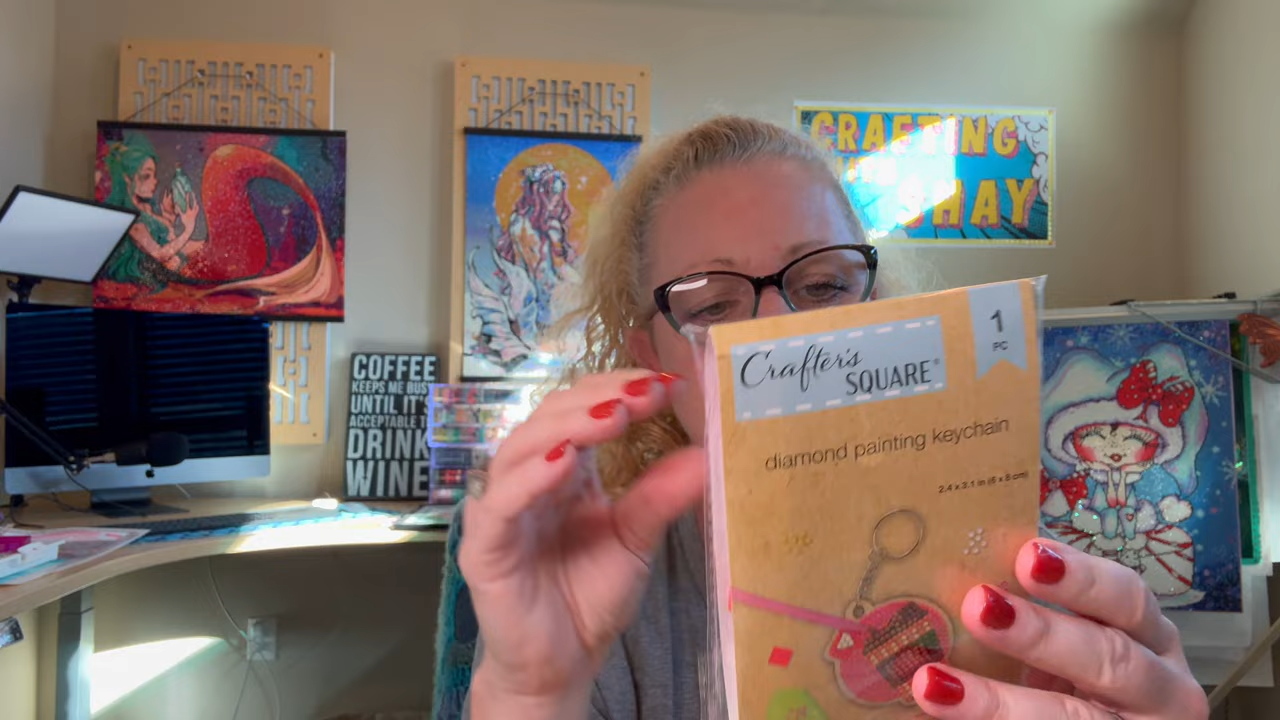 CRAFTING
SHAY
COFFEE
KEEPS ME BUSY
UNTIL IT'S
ACCEPTABLE TO
DRINK
WINE
Crafter's
SQUARE®
1
PC
diamond painting keychain
2.4 x 3.1 in (6 x 8 cm)